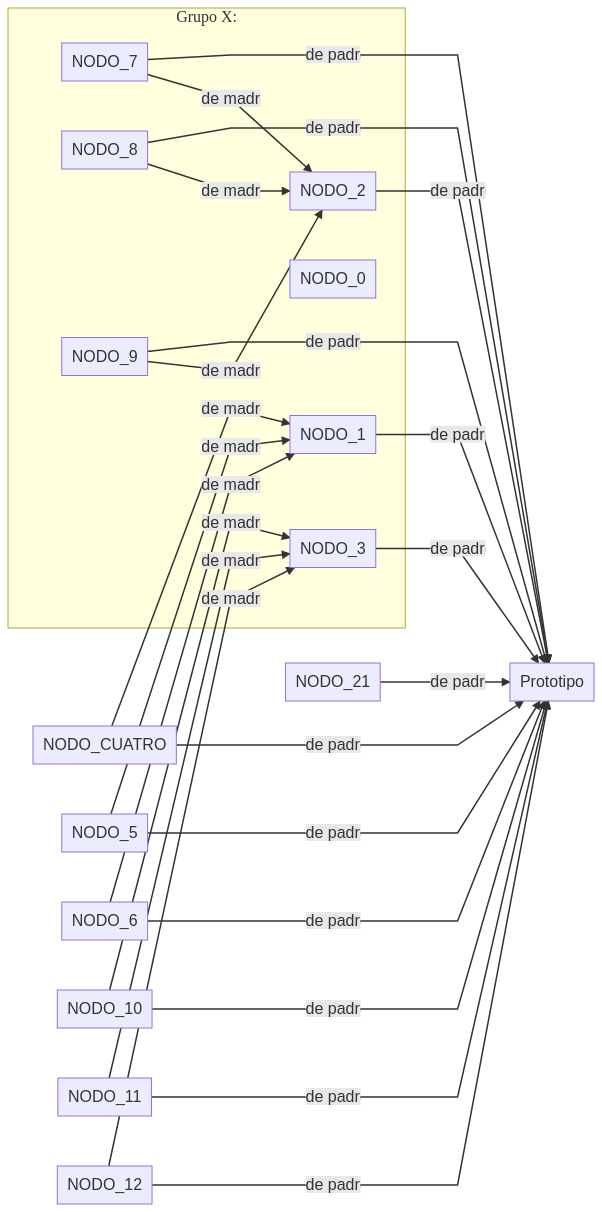 Grupo X:
NODO_7
de padr
de madr
NODO_8
de padr
de madr
NODO_2
de padr
NODO_0
NODO_9
de padr
de madr
de madr
NODO_1
de padr
de madr
de madr
de madr
NODO_3
de padr
de madr
de madr
NODO_21
de padr
Prototipo
NODO_CUATRO
de padr
NODO_5
de padr
NODO_6
de padr
NODO_10
de padr
NODO_11
de padr
NODO_12
de padr